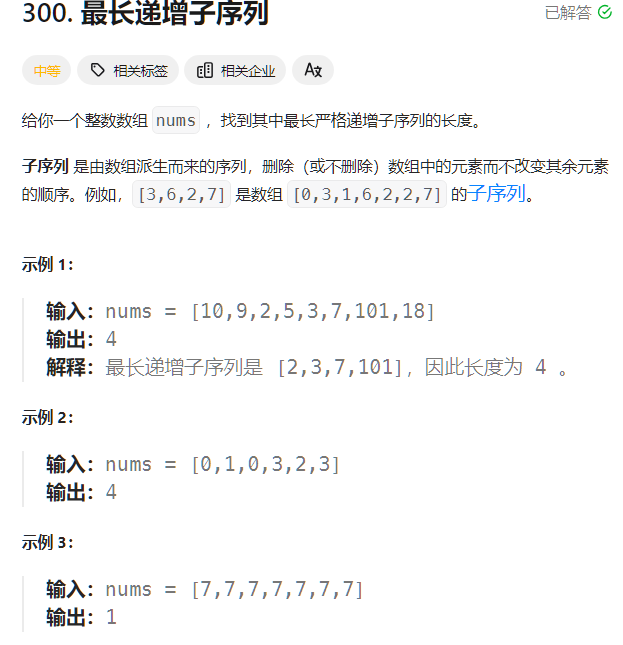 300. 最长递增子序列
已解答
中等 相关标签 相关企业
给你一个整数数组 nums ，找到其中最长严格递增子序列的长度。
子序列 是由数组派生而来的序列，删除（或不删除）数组中的元素而不改变其余元素
的顺序。例如，[3,6,2,7] 是数组 [0,3,1,6,2,2,7] 的子序列。
示例 1：
输入：nums = [10,9,2,5,3,7,101,18]
输出：4
解释：最长递增子序列是 [2,3,7,101]，因此长度为 4 。
示例 2：
输入：nums = [0,1,0,3,2,3]
输出：4
示例 3：
输入：nums = [7,7,7,7,7,7,7]
输出：1